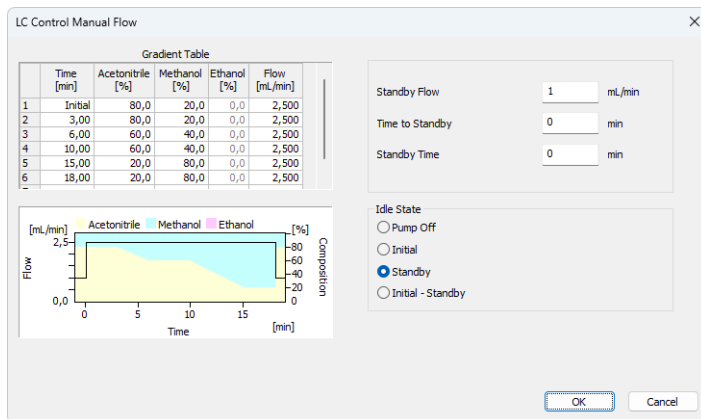 LC Control Manual Flow
Gradient Table
Time [min] Acetonitrile [%] Methanol [%] Ethanol [%] Flow [mL/min]
1 Initial 80,0 20,0 0,0 2,500
2 3,00 80,0 20,0 0,0 2,500
3 6,00 60,0 40,0 0,0 2,500
4 10,00 60,0 40,0 0,0 2,500
5 15,00 20,0 80,0 0,0 2,500
6 18,00 20,0 80,0 0,0 2,500
[mL/min] Acetonitrile Methanol Ethanol [%]
2,5
0,0
Flow
80
60
40
20
0
Composition
0 5 10 15 [min]
Time
Standby Flow 1 mL/min
Time to Standby 0 min
Standby Time 0 min
Idle State
Pump Off
Initial
Standby
Initial - Standby
OK Cancel